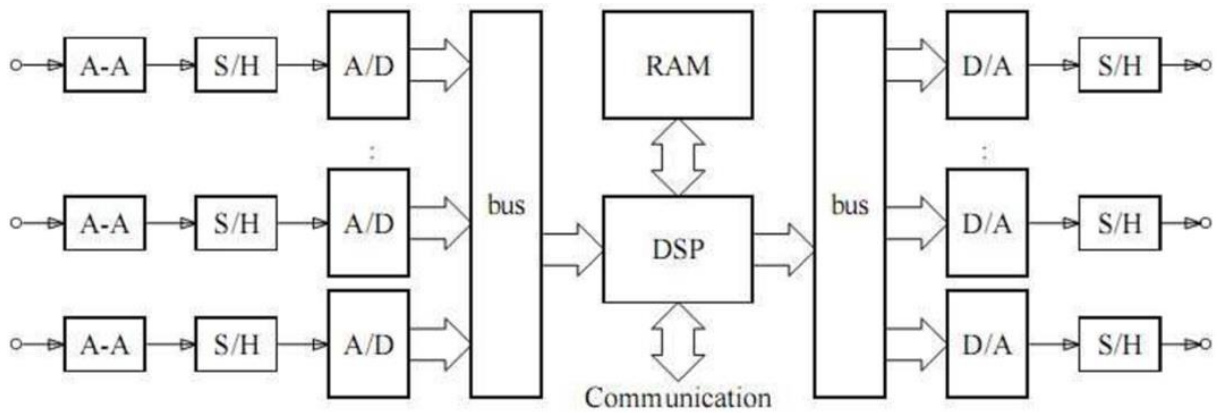 A-A S/H A/D RAM D/A S/H
:
:
A-A S/H A/D bus DSP bus D/A S/H
A-A S/H A/D D/A S/H
Communication